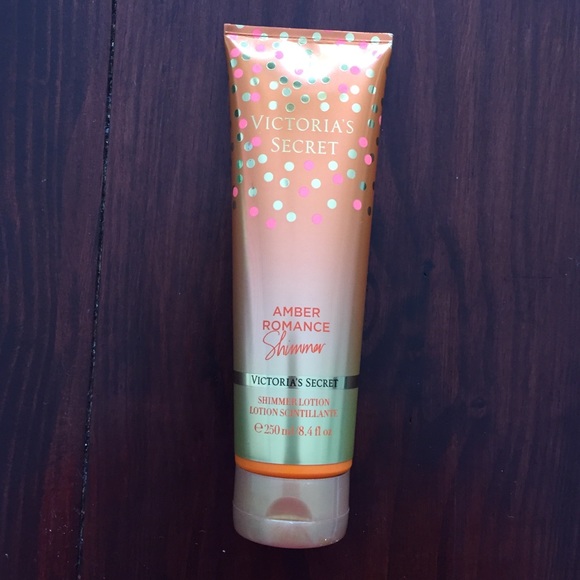 VICTORIA'S
SECRET
AMBER
ROMANCE
Shimmer
VICTORIA'S SECRET
SHIMMER LOTION
LOTION SCINTILLANTE
℮ 250 ml/8.4 fl oz